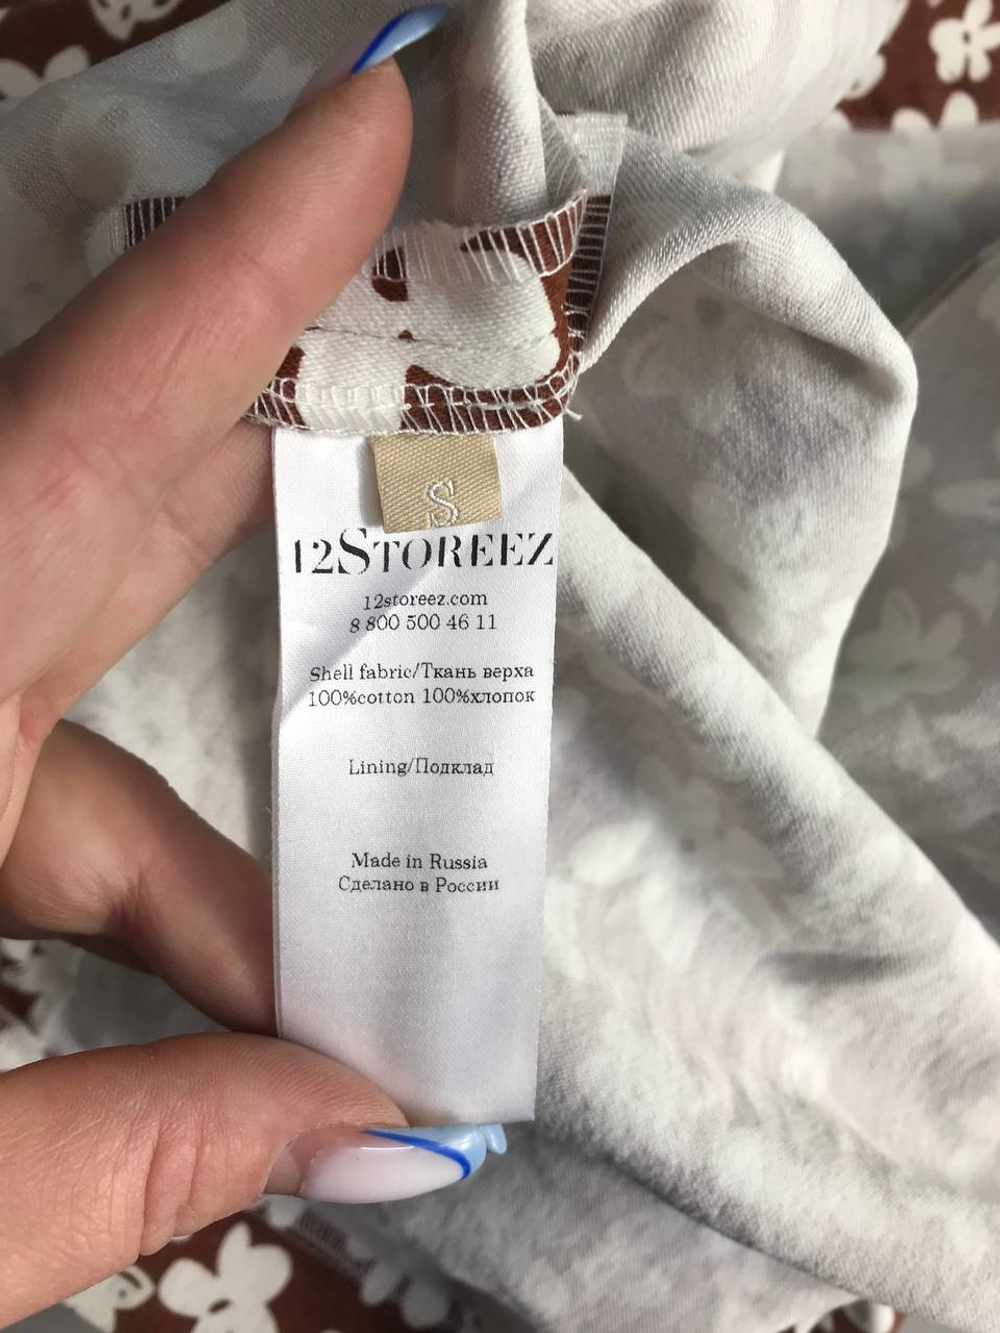 S
12STOREEZ
12storeez.com
8 800 500 46 11
Shell fabric/Ткань верха
100%cotton 100%хлопок
Lining/Подклад
Made in Russia
Сделано в России